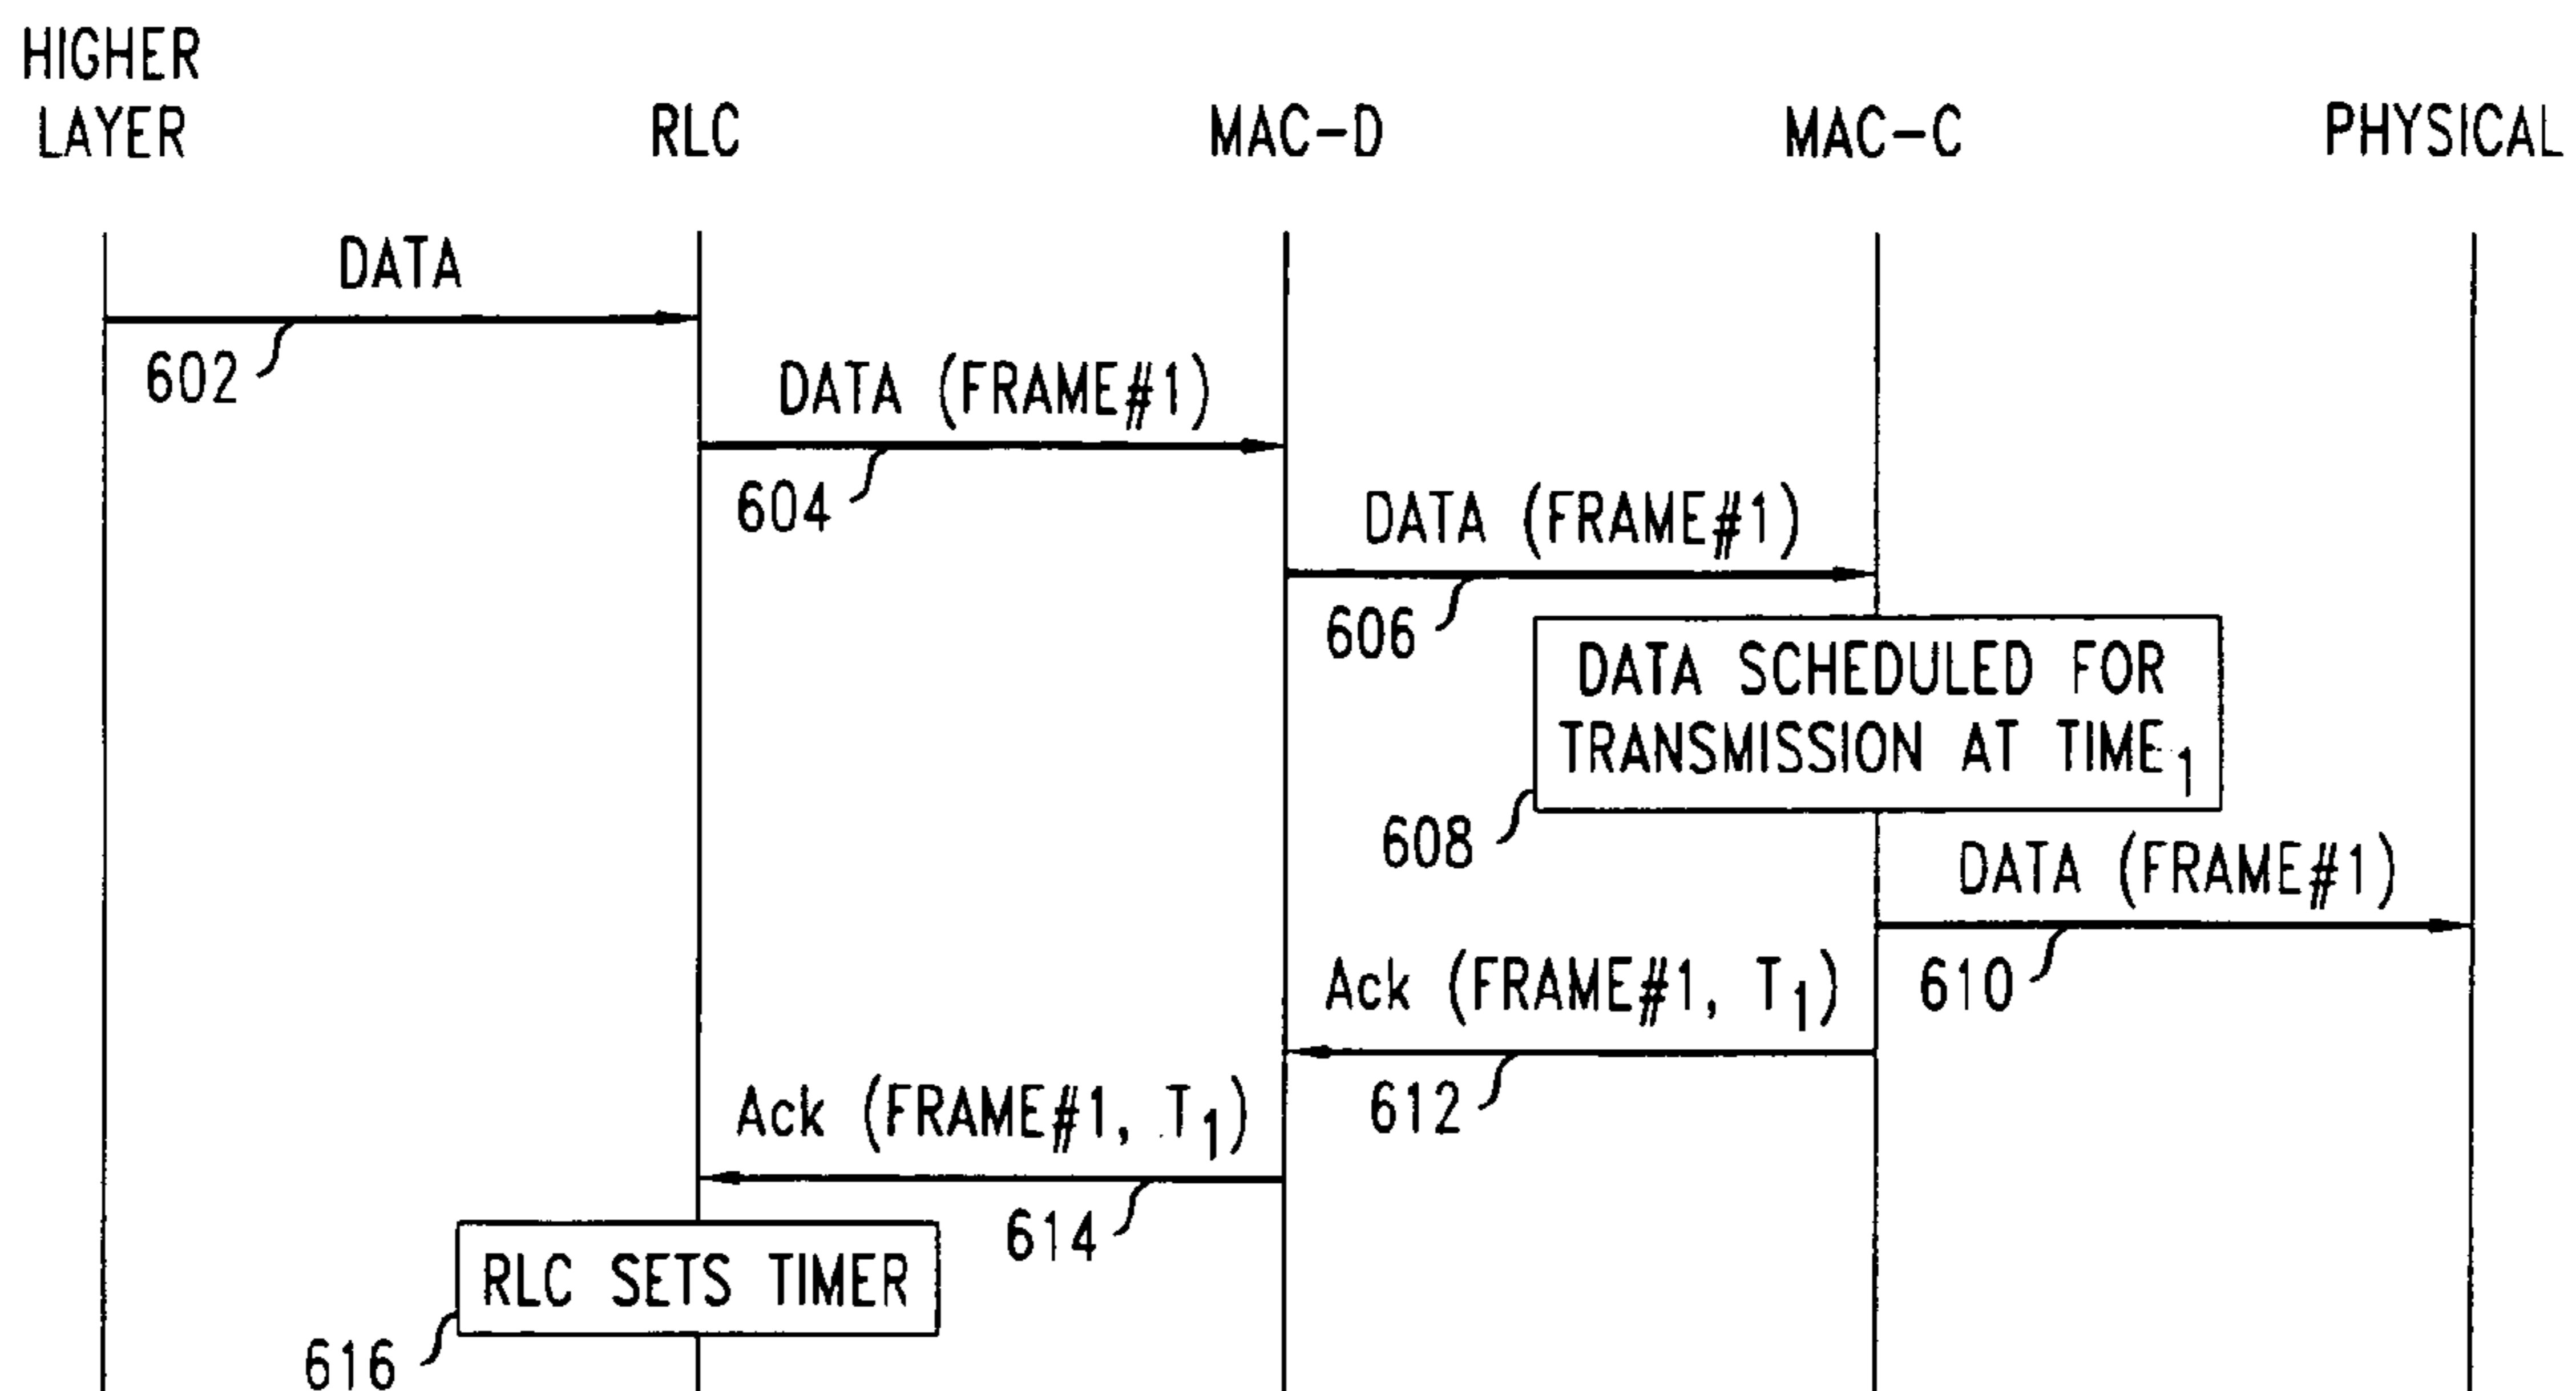 HIGHER
LAYER
RLC
MAC-D
MAC-C
PHYSICAL
DATA
602
DATA (FRAME#1)
604
DATA (FRAME#1)
606
DATA SCHEDULED FOR
TRANSMISSION AT TIME₁
608
DATA (FRAME#1)
610
Ack (FRAME#1, T₁)
612
Ack (FRAME#1, T₁)
614
RLC SETS TIMER
616